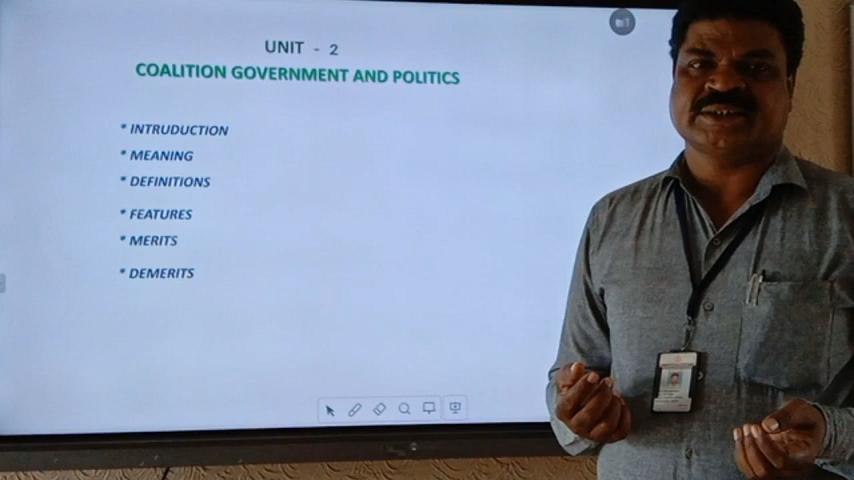 UNIT - 2
COALITION GOVERNMENT AND POLITICS
* INTRUDUCTION
* MEANING
* DEFINITIONS
* FEATURES
* MERITS
* DEMERITS